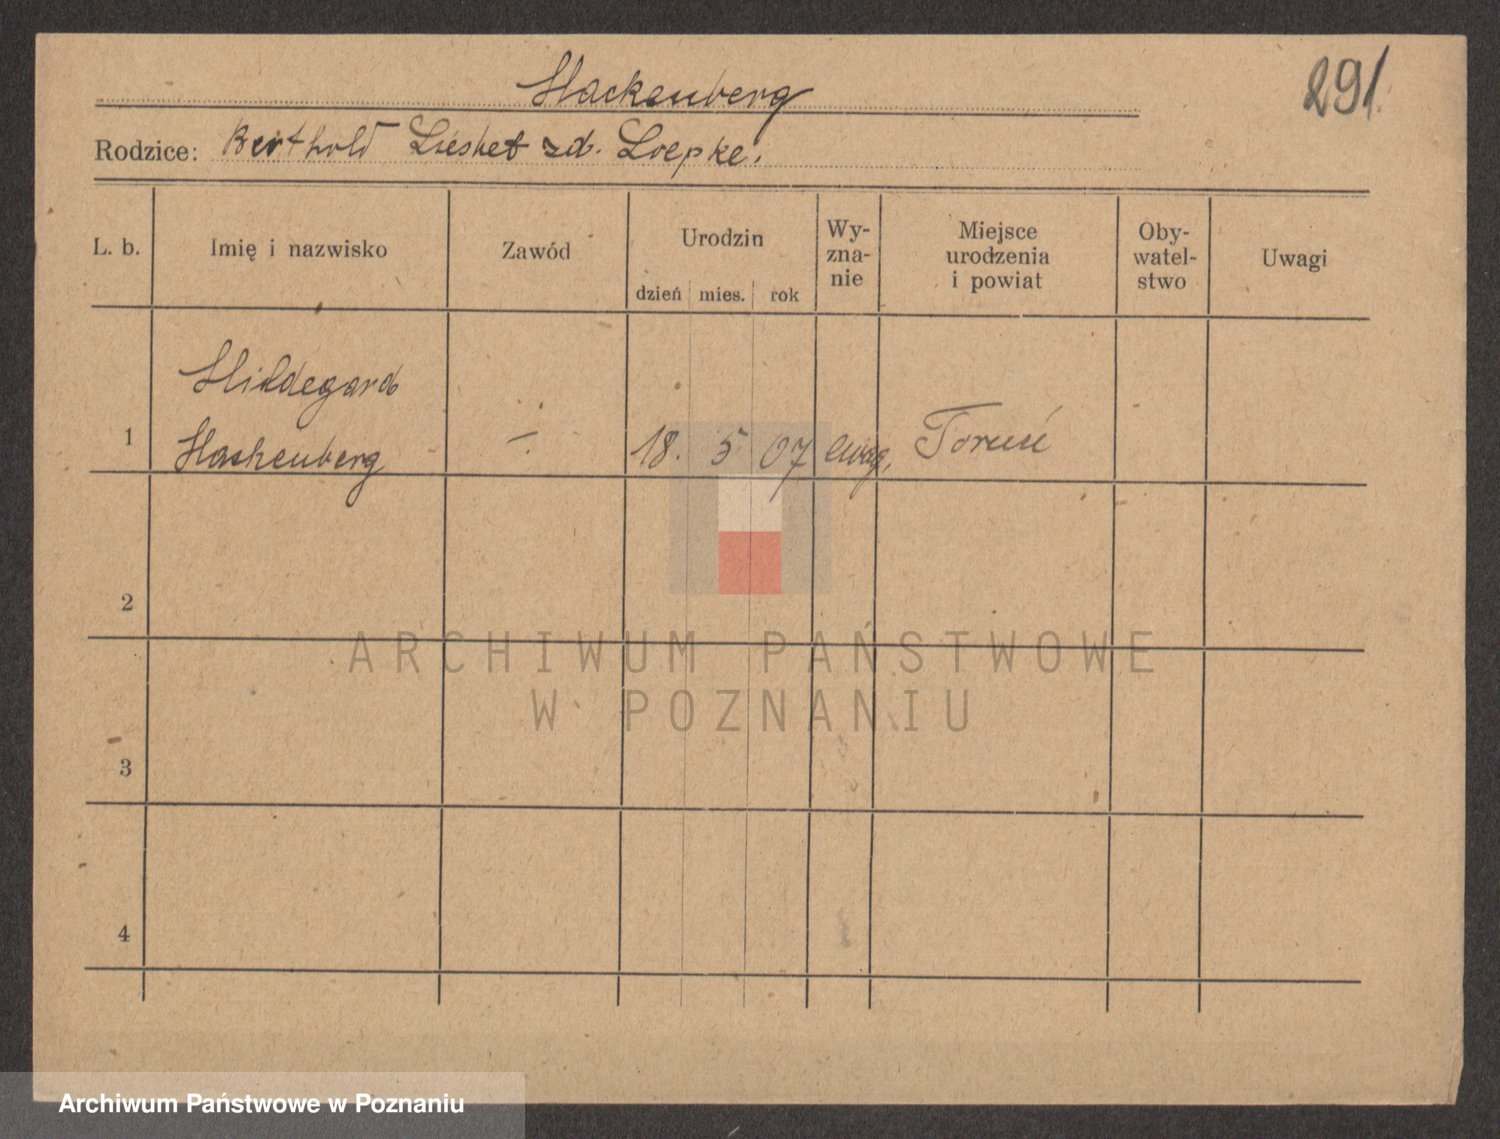 291.
Hackenberg
Rodzice: Berthold Lieshet zd. Loepke.
L. b. Imię i nazwisko Zawód Urodzin dzień mies. rok Wy-zna-nie Miejsce urodzenia i powiat Oby-watel-stwo Uwagi
Hildegard
1 Hackenberg — 18. 5 07 ewag. Toruń
2
3
4
ARCHIWUM PAŃSTWOWE
W POZNANIU
Archiwum Państwowe w Poznaniu